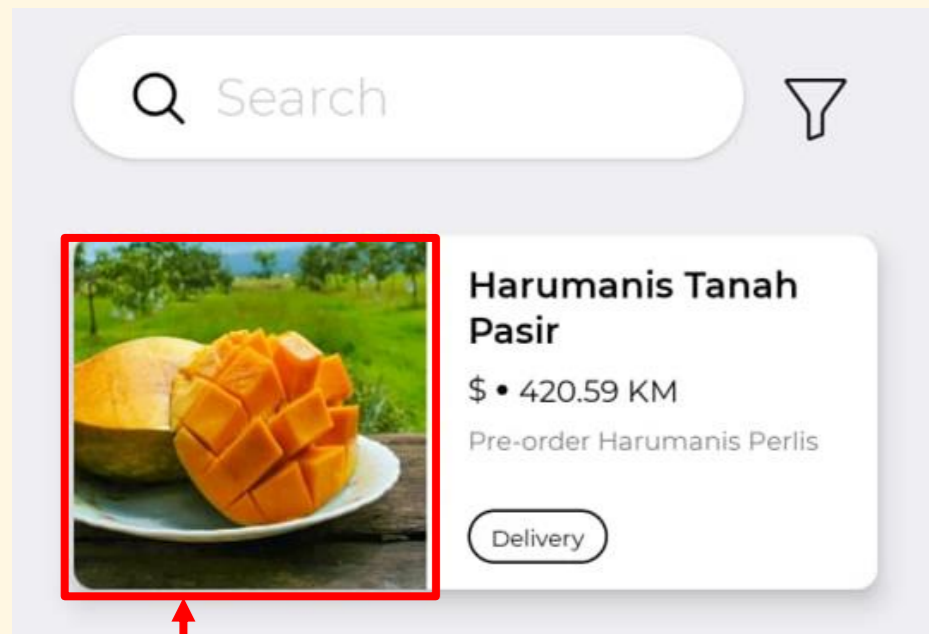 Search
Harumanis Tanah
Pasir
$ • 420.59 KM
Pre-order Harumanis Perlis
Delivery